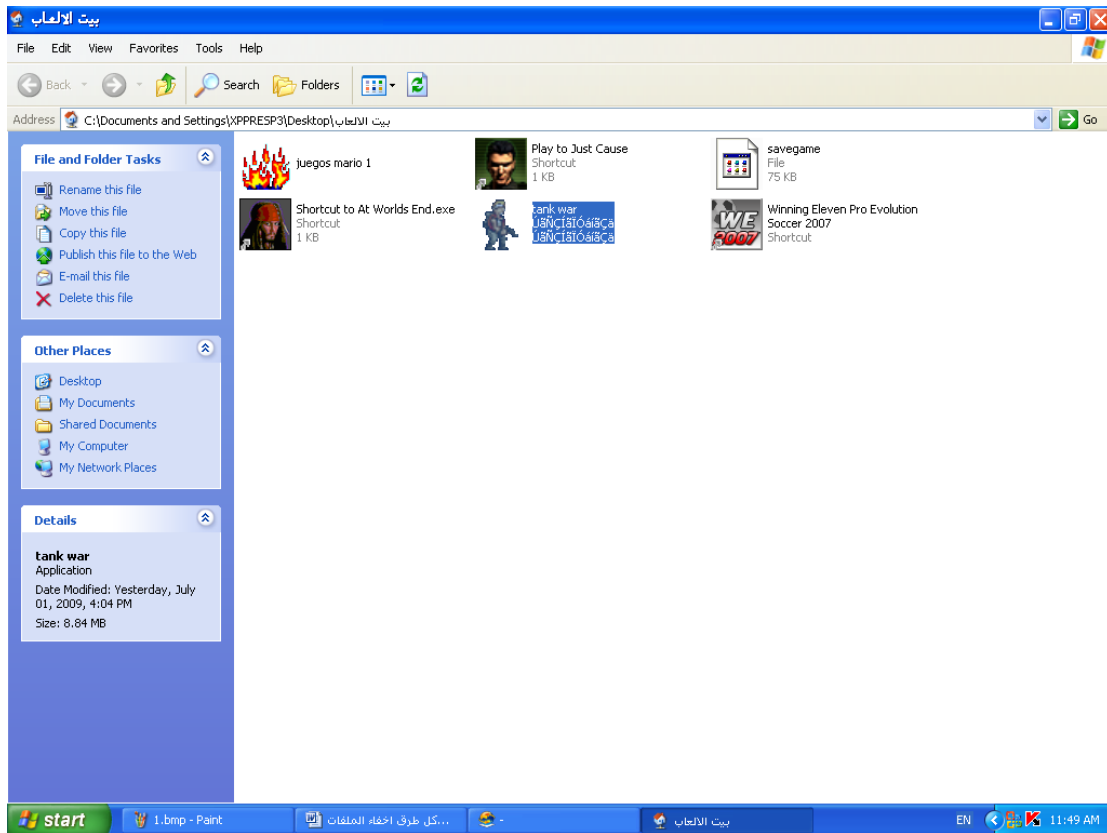 بيت الالعاب
File Edit View Favorites Tools Help
Back Search Folders
Address C:\Documents and Settings\XPPRESP3\Desktop\بيت الالعاب Go
File and Folder Tasks
Rename this file
Move this file
Copy this file
Publish this file to the Web
E-mail this file
Delete this file
Other Places
Desktop
My Documents
Shared Documents
My Computer
My Network Places
Details
tank war
Application
Date Modified: Yesterday, July
01, 2009, 4:04 PM
Size: 8.84 MB
juegos mario 1
Play to Just Cause
Shortcut
1 KB
savegame
File
75 KB
Shortcut to At Worlds End.exe
Shortcut
1 KB
tank war
Winning Eleven Pro Evolution
Soccer 2007
Shortcut
WE
2007
start 1.bmp - Paint كل طرق اخفاء الملفات... - بيت الالعاب EN 11:49 AM